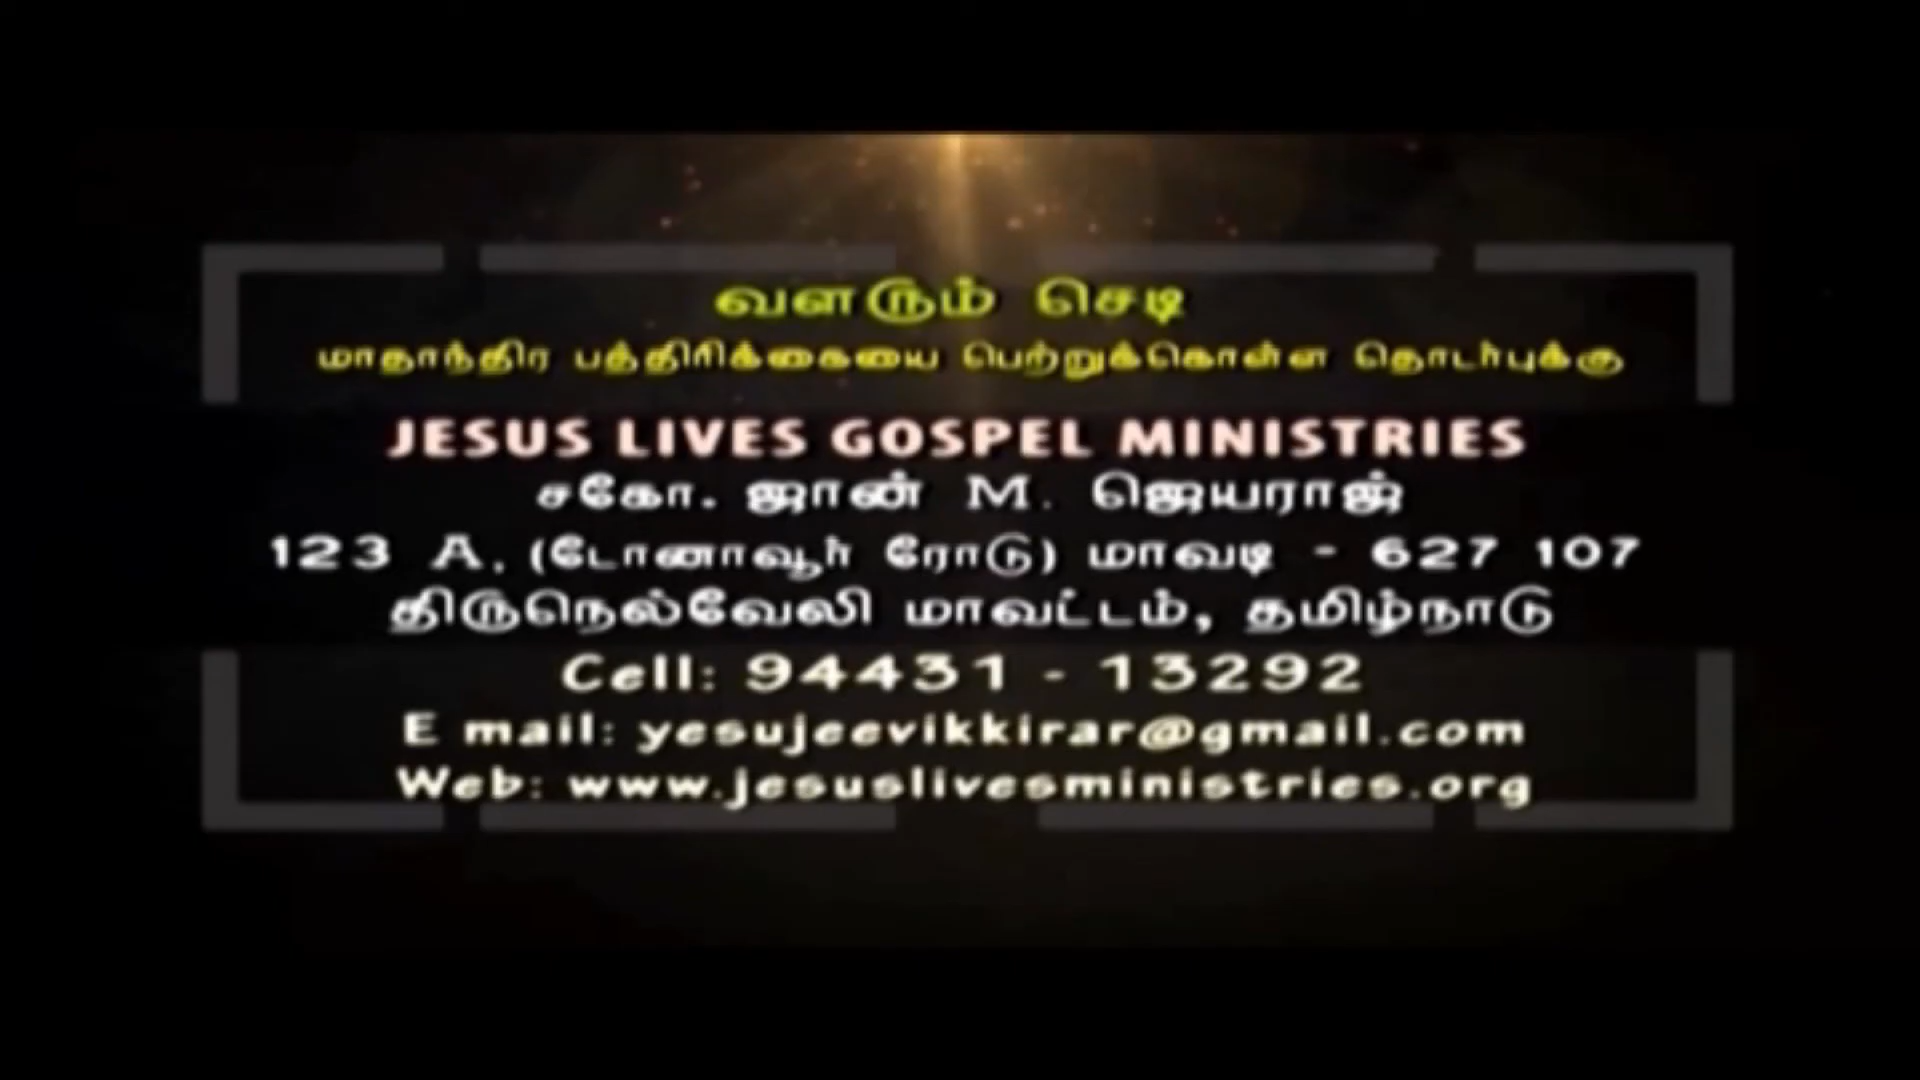 வளரும் செடி
மாதாந்திர பத்திரிக்கையை பெற்றுக்கொள்ள தொடர்புக்கு
JESUS LIVES GOSPEL MINISTRIES
சகோ. ஜான் M. ஜெயராஜ்
123 A, (டோனாவூர் ரோடு) மாவடி - 627 107
திருநெல்வேலி மாவட்டம், தமிழ்நாடு
Cell: 94431 - 13292
E mail: yesujeevikkirar@gmail.com
Web: www.jesuslivesministries.org